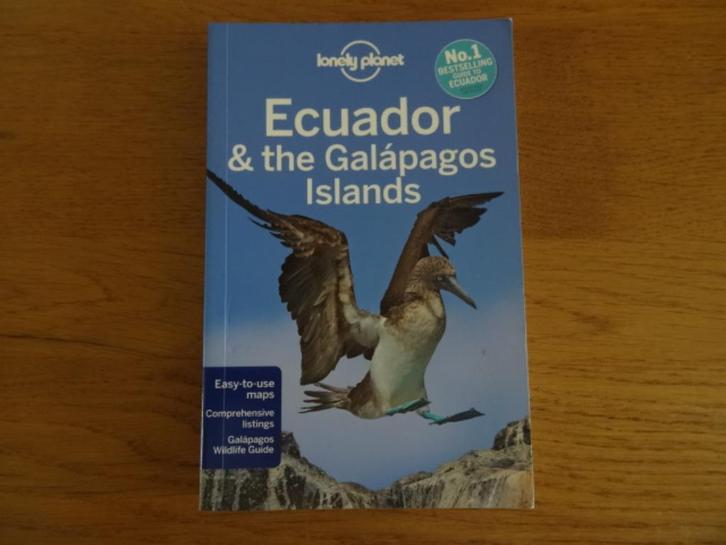 lonely planet
No.1
BESTSELLING
GUIDE TO
ECUADOR
Ecuador
& the Galápagos
Islands
Easy-to-use
maps
Comprehensive
listings
Galápagos
Wildlife Guide